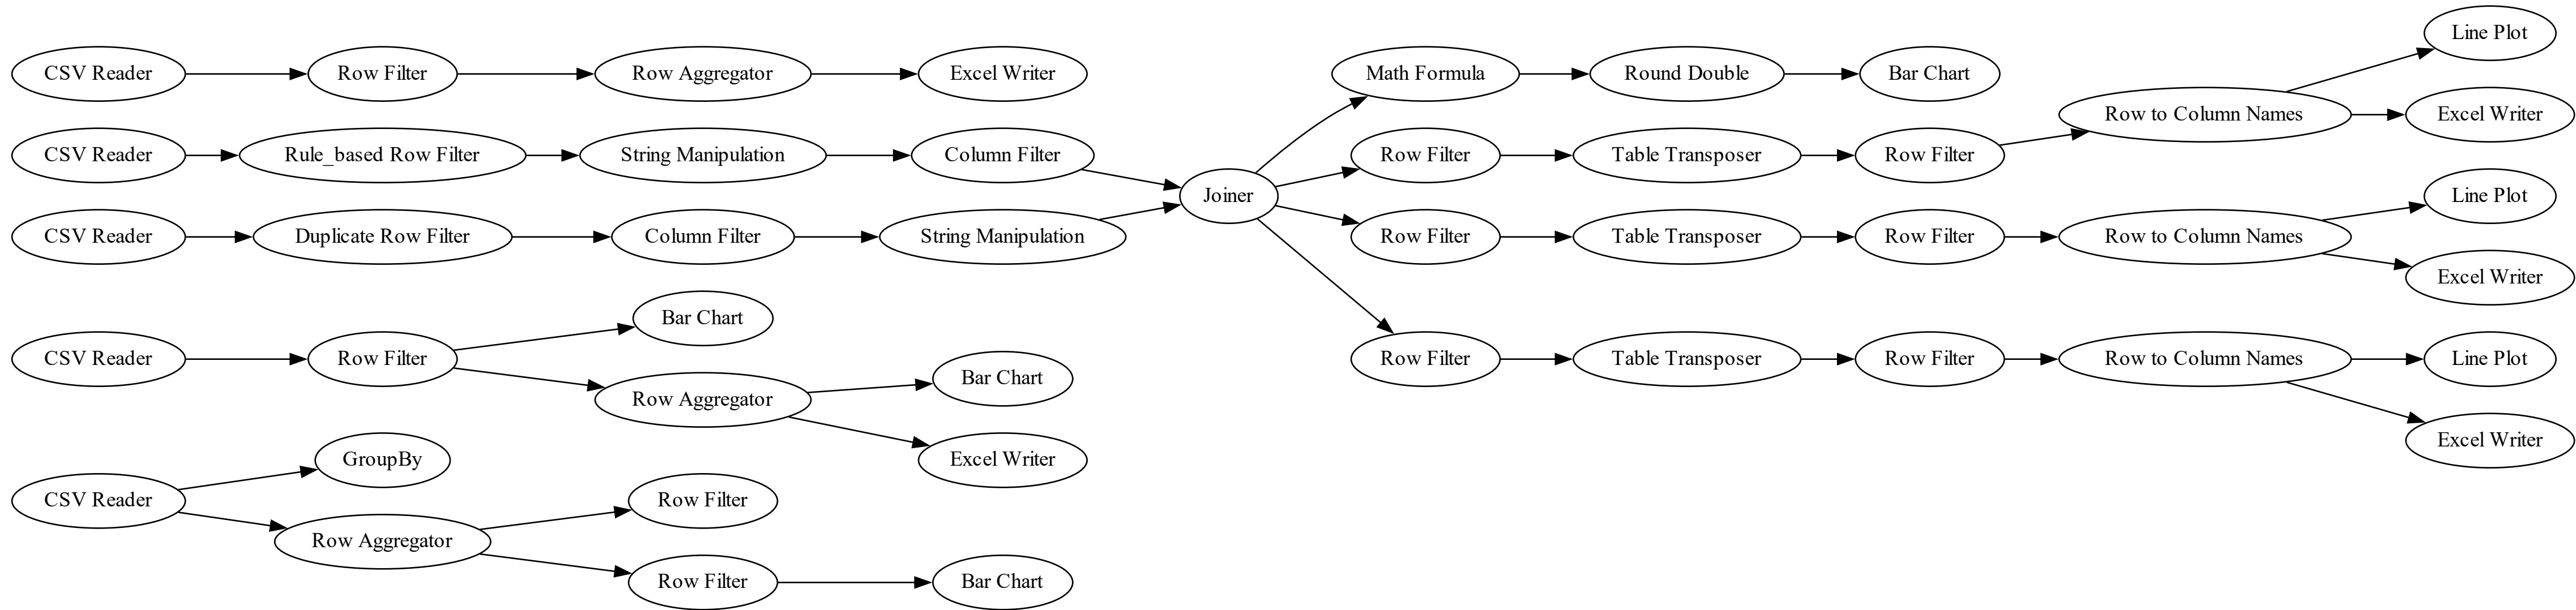 Line Plot
CSV Reader
Row Filter
Row Aggregator
Excel Writer
Math Formula
Round Double
Bar Chart
Row to Column Names
Excel Writer
CSV Reader
Rule_based Row Filter
String Manipulation
Column Filter
Row Filter
Table Transposer
Row Filter
Joiner
Line Plot
CSV Reader
Duplicate Row Filter
Column Filter
String Manipulation
Row Filter
Table Transposer
Row Filter
Row to Column Names
Excel Writer
Bar Chart
CSV Reader
Row Filter
Row Filter
Table Transposer
Row Filter
Row to Column Names
Line Plot
Bar Chart
Row Aggregator
Excel Writer
GroupBy
Excel Writer
CSV Reader
Row Filter
Row Aggregator
Row Filter
Bar Chart